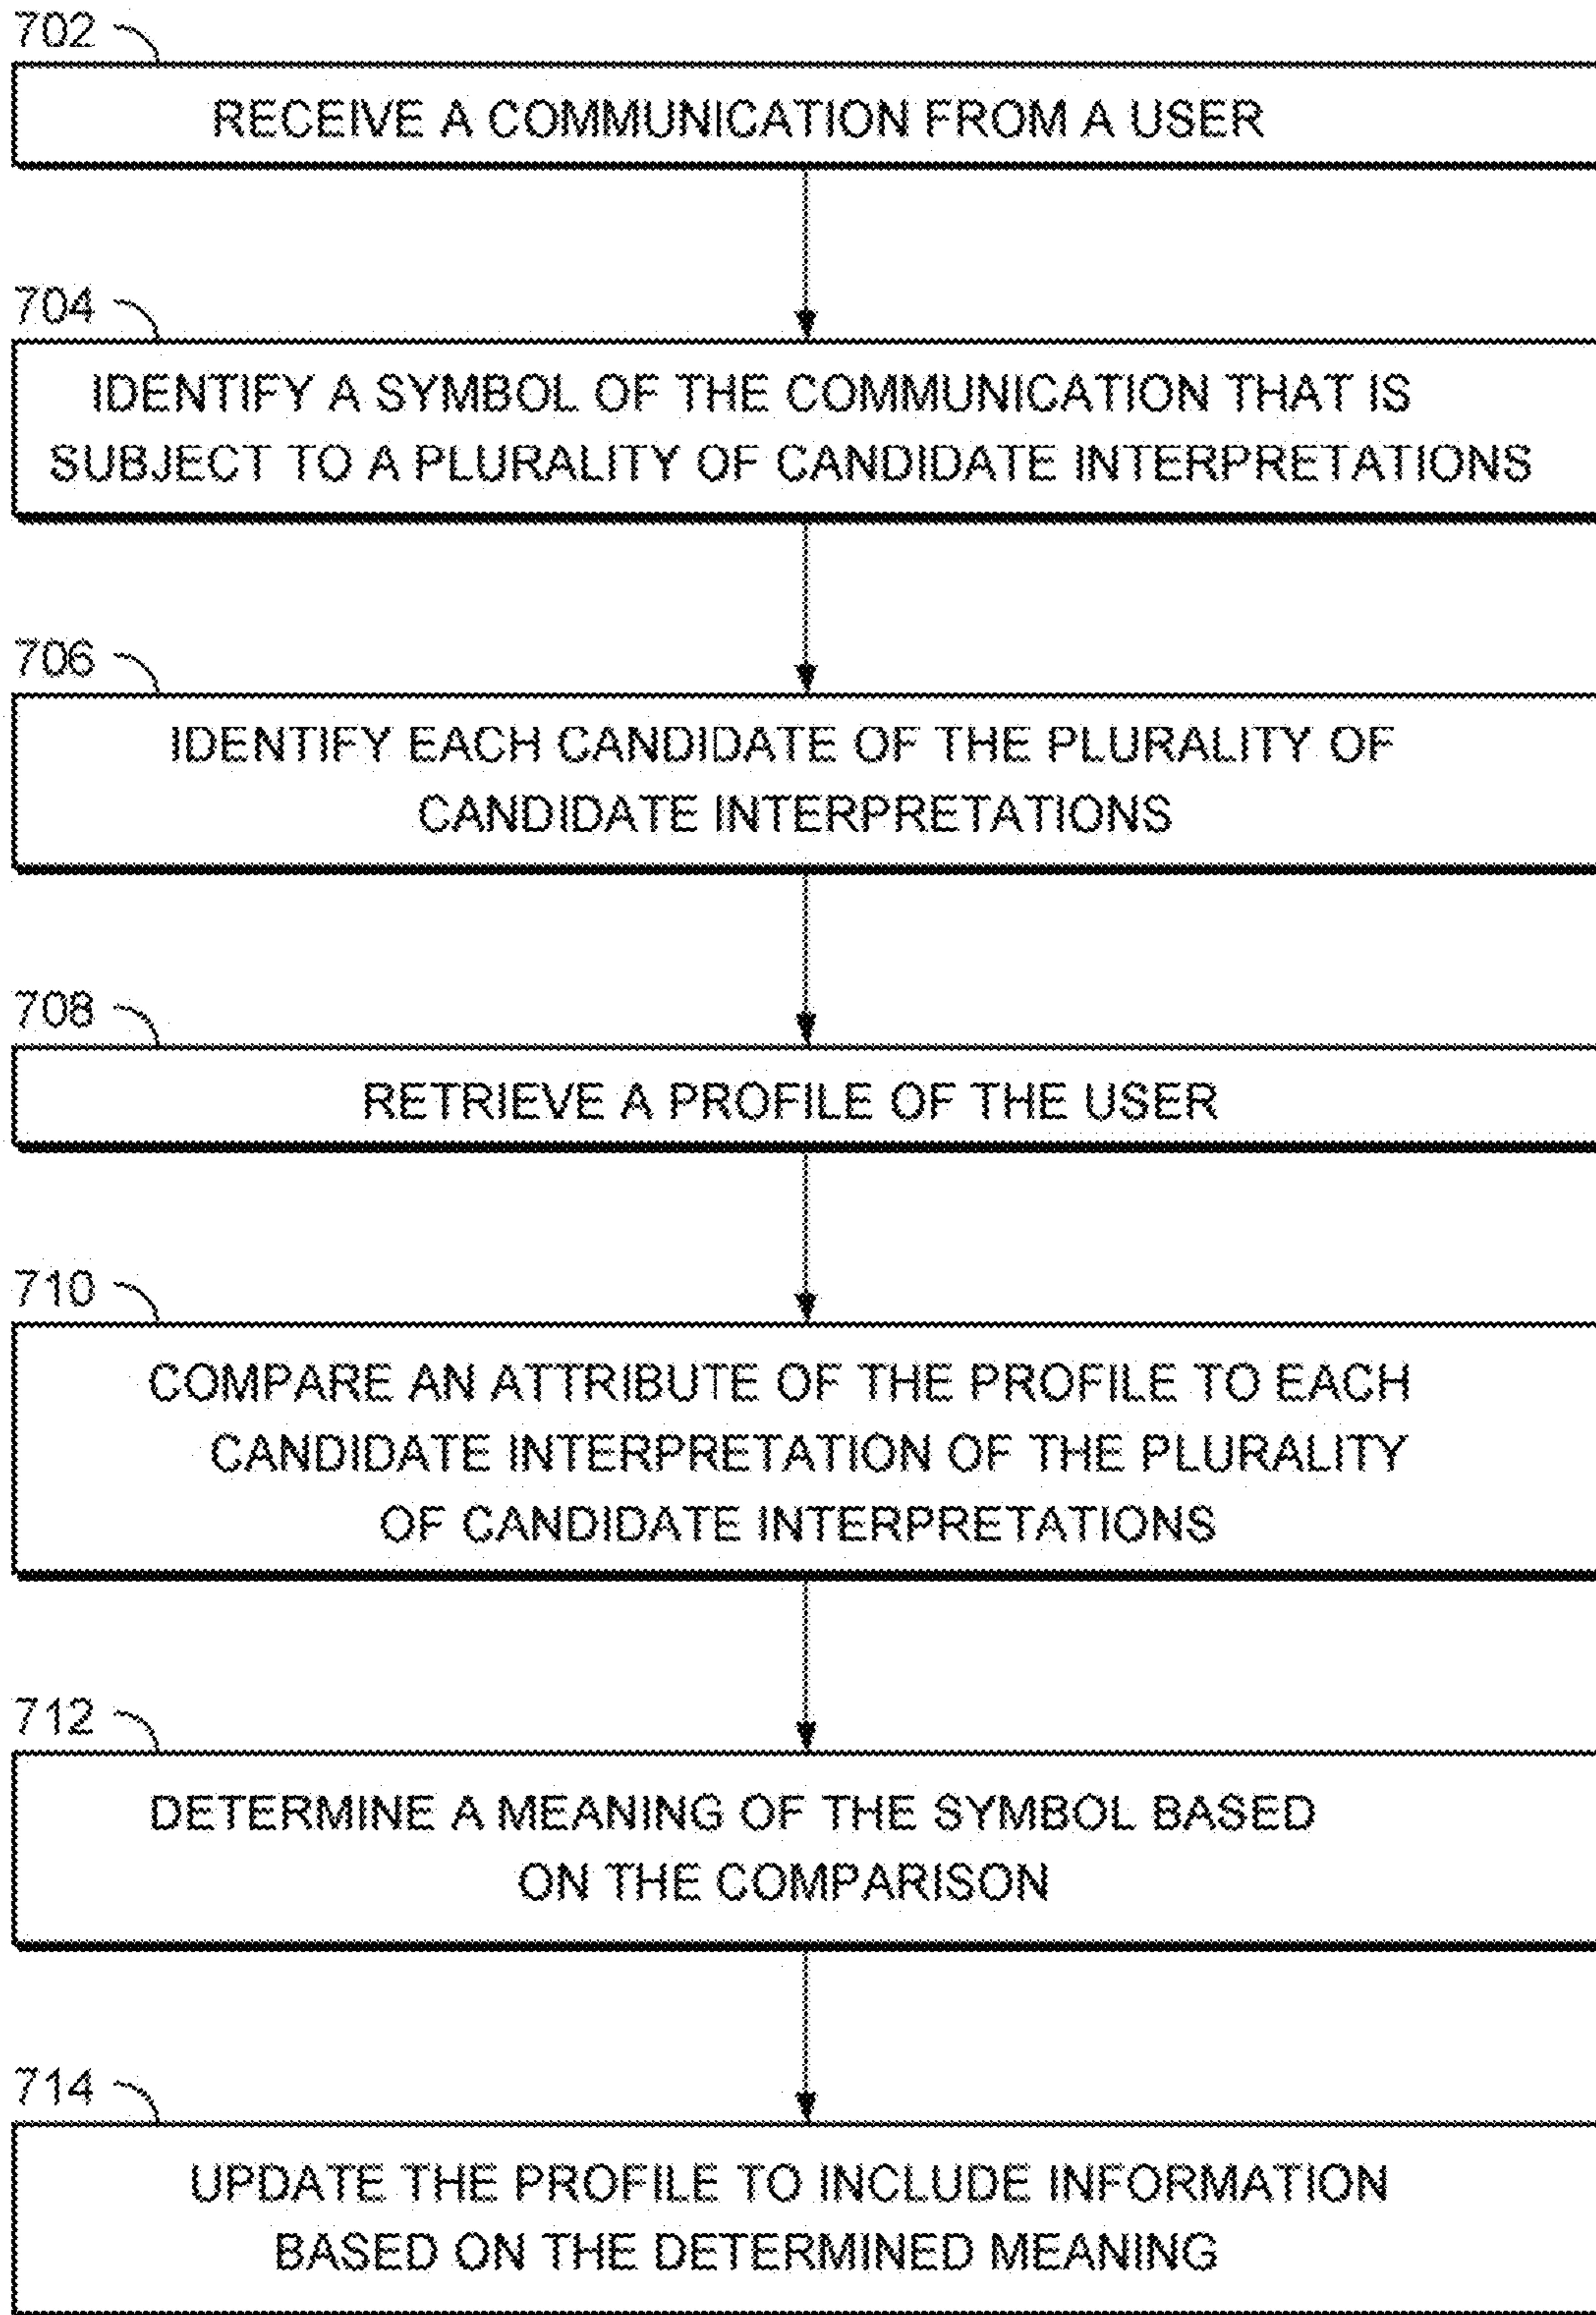 702
RECEIVE A COMMUNICATION FROM A USER
704
IDENTIFY A SYMBOL OF THE COMMUNICATION THAT IS
SUBJECT TO A PLURALITY OF CANDIDATE INTERPRETATIONS
706
IDENTIFY EACH CANDIDATE OF THE PLURALITY OF
CANDIDATE INTERPRETATIONS
708
RETRIEVE A PROFILE OF THE USER
710
COMPARE AN ATTRIBUTE OF THE PROFILE TO EACH
CANDIDATE INTERPRETATION OF THE PLURALITY
OF CANDIDATE INTERPRETATIONS
712
DETERMINE A MEANING OF THE SYMBOL BASED
ON THE COMPARISON
714
UPDATE THE PROFILE TO INCLUDE INFORMATION
BASED ON THE DETERMINED MEANING